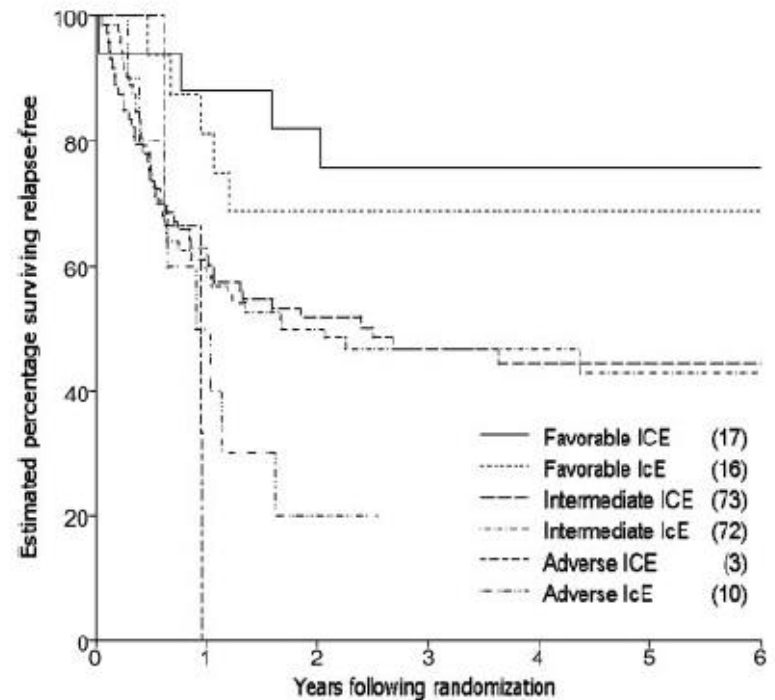 100
80
60
40
20
0
Estimated percentage surviving relapse-free
Favorable ICE (17)
Favorable IcE (16)
Intermediate ICE (73)
Intermediate IcE (72)
Adverse ICE (3)
Adverse IcE (10)
0 1 2 3 4 5 6
Years following randomization